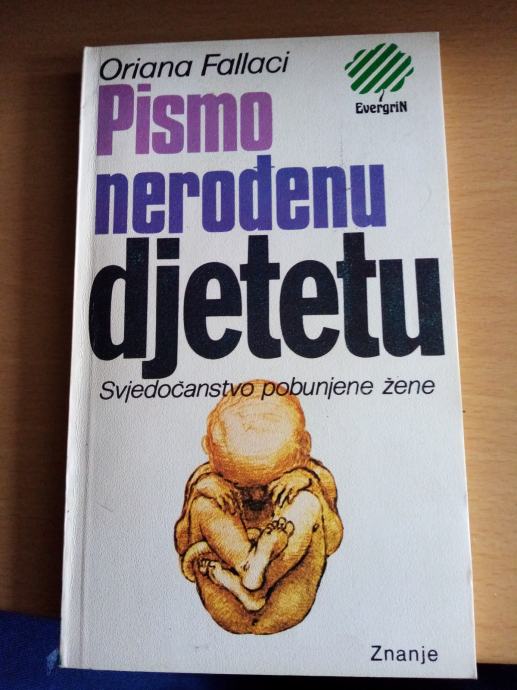 Oriana Fallaci
EvergriN
Pismo
nerođenu
djetetu
Svjedočanstvo pobunjene žene
Znanje